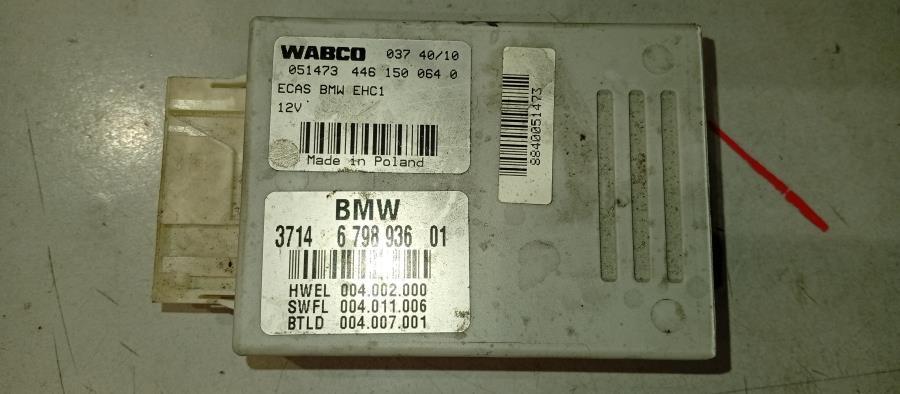 WABCO 037 40/10
051473 446 150 064 0
ECAS BMW EHC1
12V
Made in Poland
8840051473
BMW
3714 6 798 936 01
HWEL 004.002.000
SWFL 004.011.006
BTLD 004.007.001